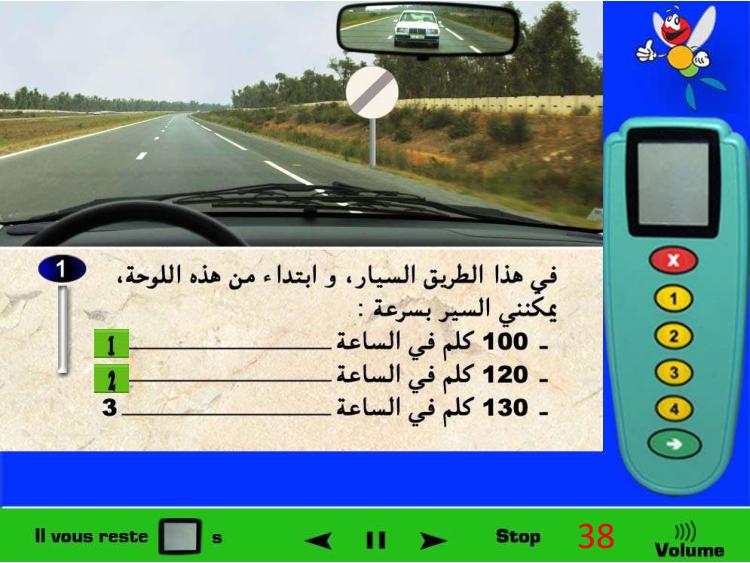 1
في هذا الطريق السيار، و ابتداء من هذه اللوحة،
يمكنني السير بسرعة :
ـ 100 كلم في الساعة 1
ـ 120 كلم في الساعة 2
ـ 130 كلم في الساعة 3
X
1
2
3
4
Il vous reste s
Stop
38
Volume